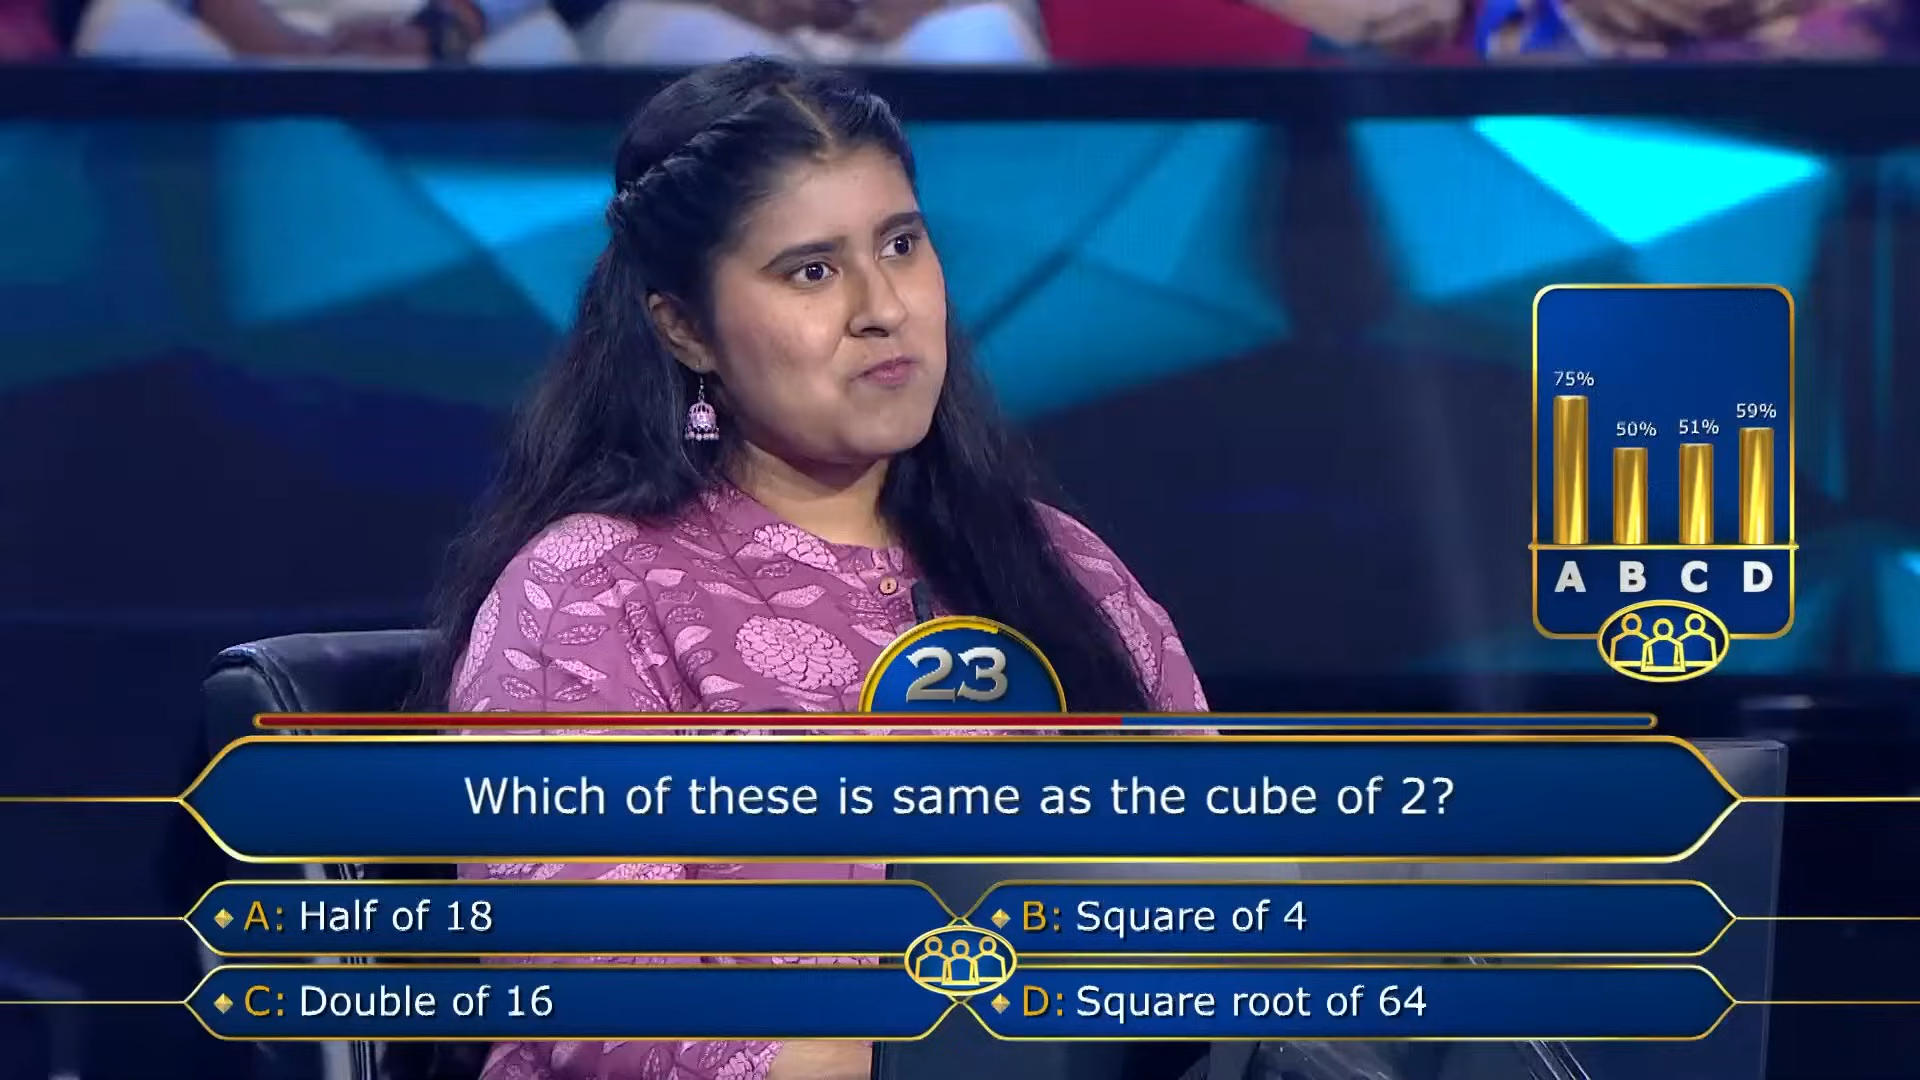 75%
50%
51%
59%
A B C D
23
Which of these is same as the cube of 2?
A: Half of 18
B: Square of 4
C: Double of 16
D: Square root of 64